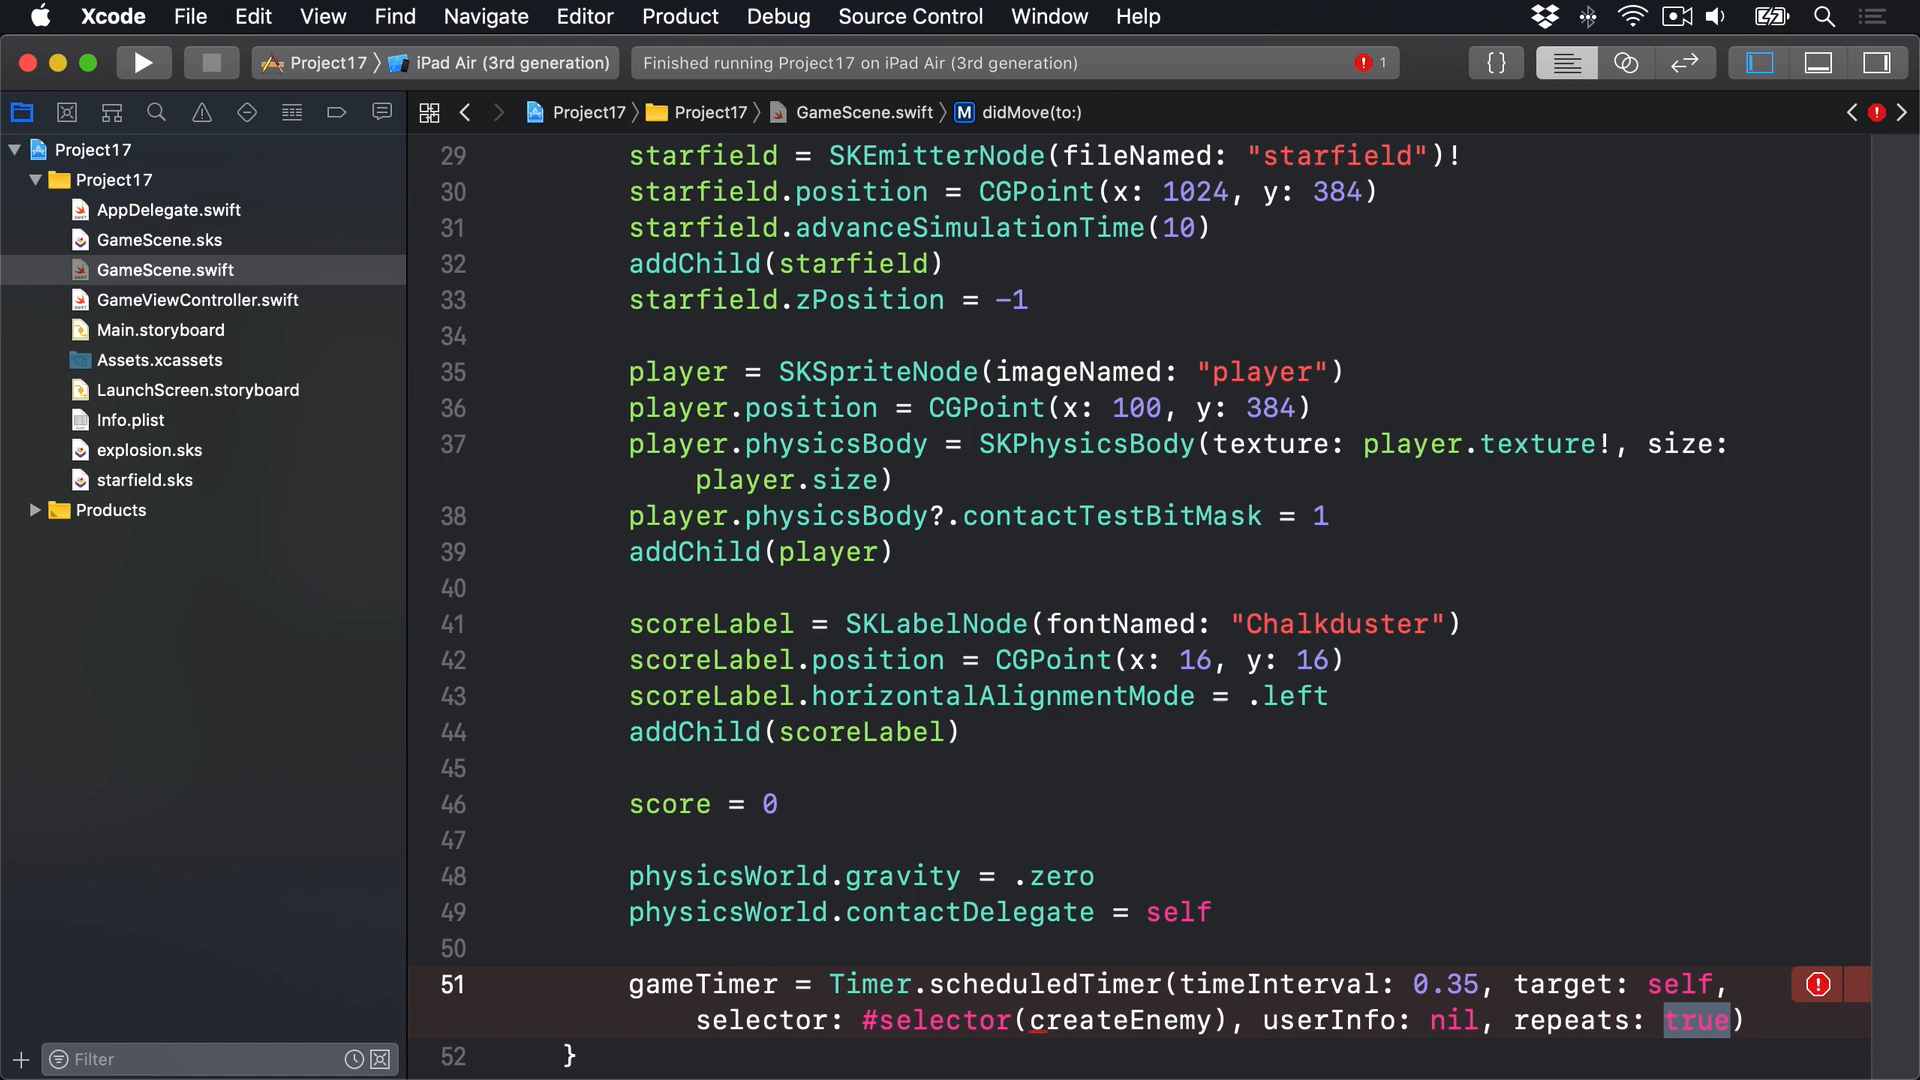 Xcode File Edit View Find Navigate Editor Product Debug Source Control Window Help
Project17 iPad Air (3rd generation) Finished running Project17 on iPad Air (3rd generation) 1 {}
Project17 Project17 GameScene.swift M didMove(to:)
Project17
Project17
AppDelegate.swift
GameScene.sks
GameScene.swift
GameViewController.swift
Main.storyboard
Assets.xcassets
LaunchScreen.storyboard
Info.plist
explosion.sks
starfield.sks
Products
Filter
29 starfield = SKEmitterNode(fileNamed: "starfield")!
30 starfield.position = CGPoint(x: 1024, y: 384)
31 starfield.advanceSimulationTime(10)
32 addChild(starfield)
33 starfield.zPosition = -1
34
35 player = SKSpriteNode(imageNamed: "player")
36 player.position = CGPoint(x: 100, y: 384)
37 player.physicsBody = SKPhysicsBody(texture: player.texture!, size:
player.size)
38 player.physicsBody?.contactTestBitMask = 1
39 addChild(player)
40
41 scoreLabel = SKLabelNode(fontNamed: "Chalkduster")
42 scoreLabel.position = CGPoint(x: 16, y: 16)
43 scoreLabel.horizontalAlignmentMode = .left
44 addChild(scoreLabel)
45
46 score = 0
47
48 physicsWorld.gravity = .zero
49 physicsWorld.contactDelegate = self
50
51 gameTimer = Timer.scheduledTimer(timeInterval: 0.35, target: self,
selector: #selector(createEnemy), userInfo: nil, repeats: true)
52 }